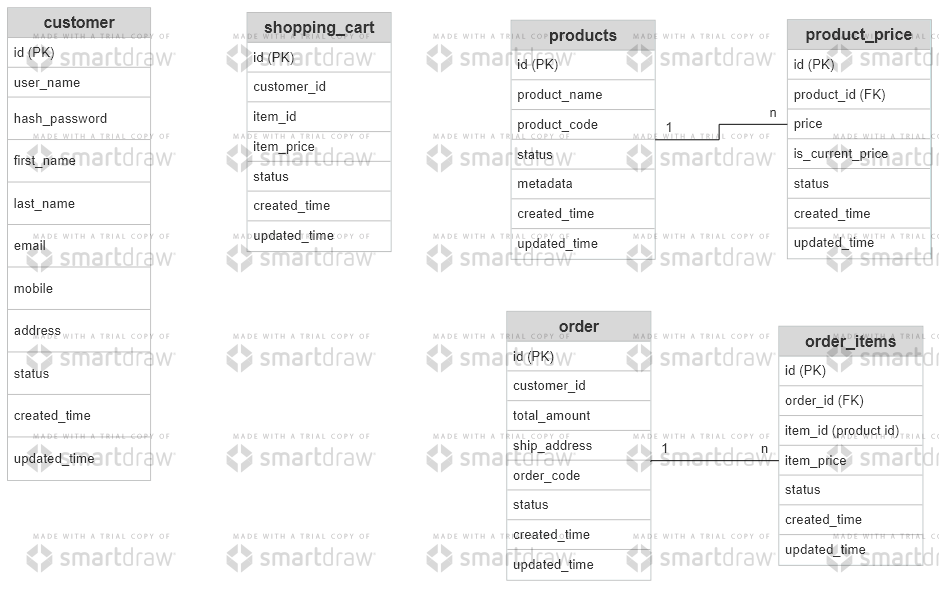 customer
id (PK)
user_name
hash_password
first_name
last_name
email
mobile
address
status
created_time
updated_time
shopping_cart
id (PK)
customer_id
item_id
item_price
status
created_time
updated_time
products
id (PK)
product_name
product_code
status
metadata
created_time
updated_time
1
n
product_price
id (PK)
product_id (FK)
price
is_current_price
status
created_time
updated_time
order
id (PK)
customer_id
total_amount
ship_address
order_code
status
created_time
updated_time
1
n
order_items
id (PK)
order_id (FK)
item_id (product id)
item_price
status
created_time
updated_time
MADE WITH A TRIAL COPY OF
smartdraw